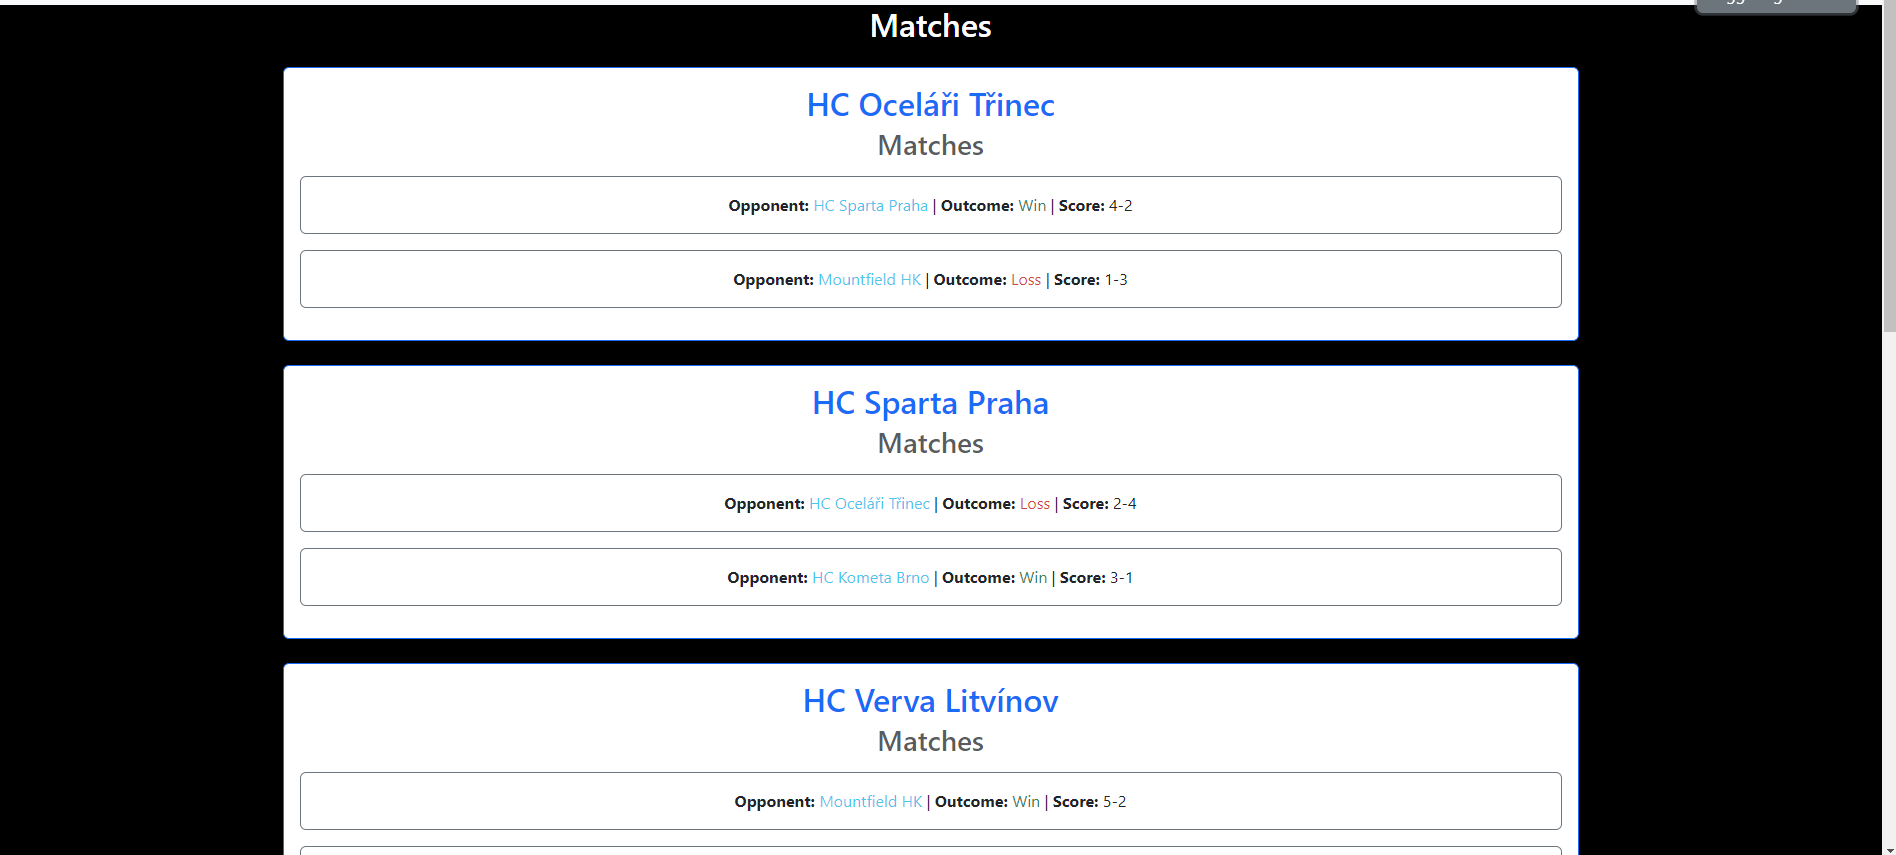 Matches
HC Oceláři Třinec
Matches
Opponent: HC Sparta Praha | Outcome: Win | Score: 4-2
Opponent: Mountfield HK | Outcome: Loss | Score: 1-3
HC Sparta Praha
Matches
Opponent: HC Oceláři Třinec | Outcome: Loss | Score: 2-4
Opponent: HC Kometa Brno | Outcome: Win | Score: 3-1
HC Verva Litvínov
Matches
Opponent: Mountfield HK | Outcome: Win | Score: 5-2